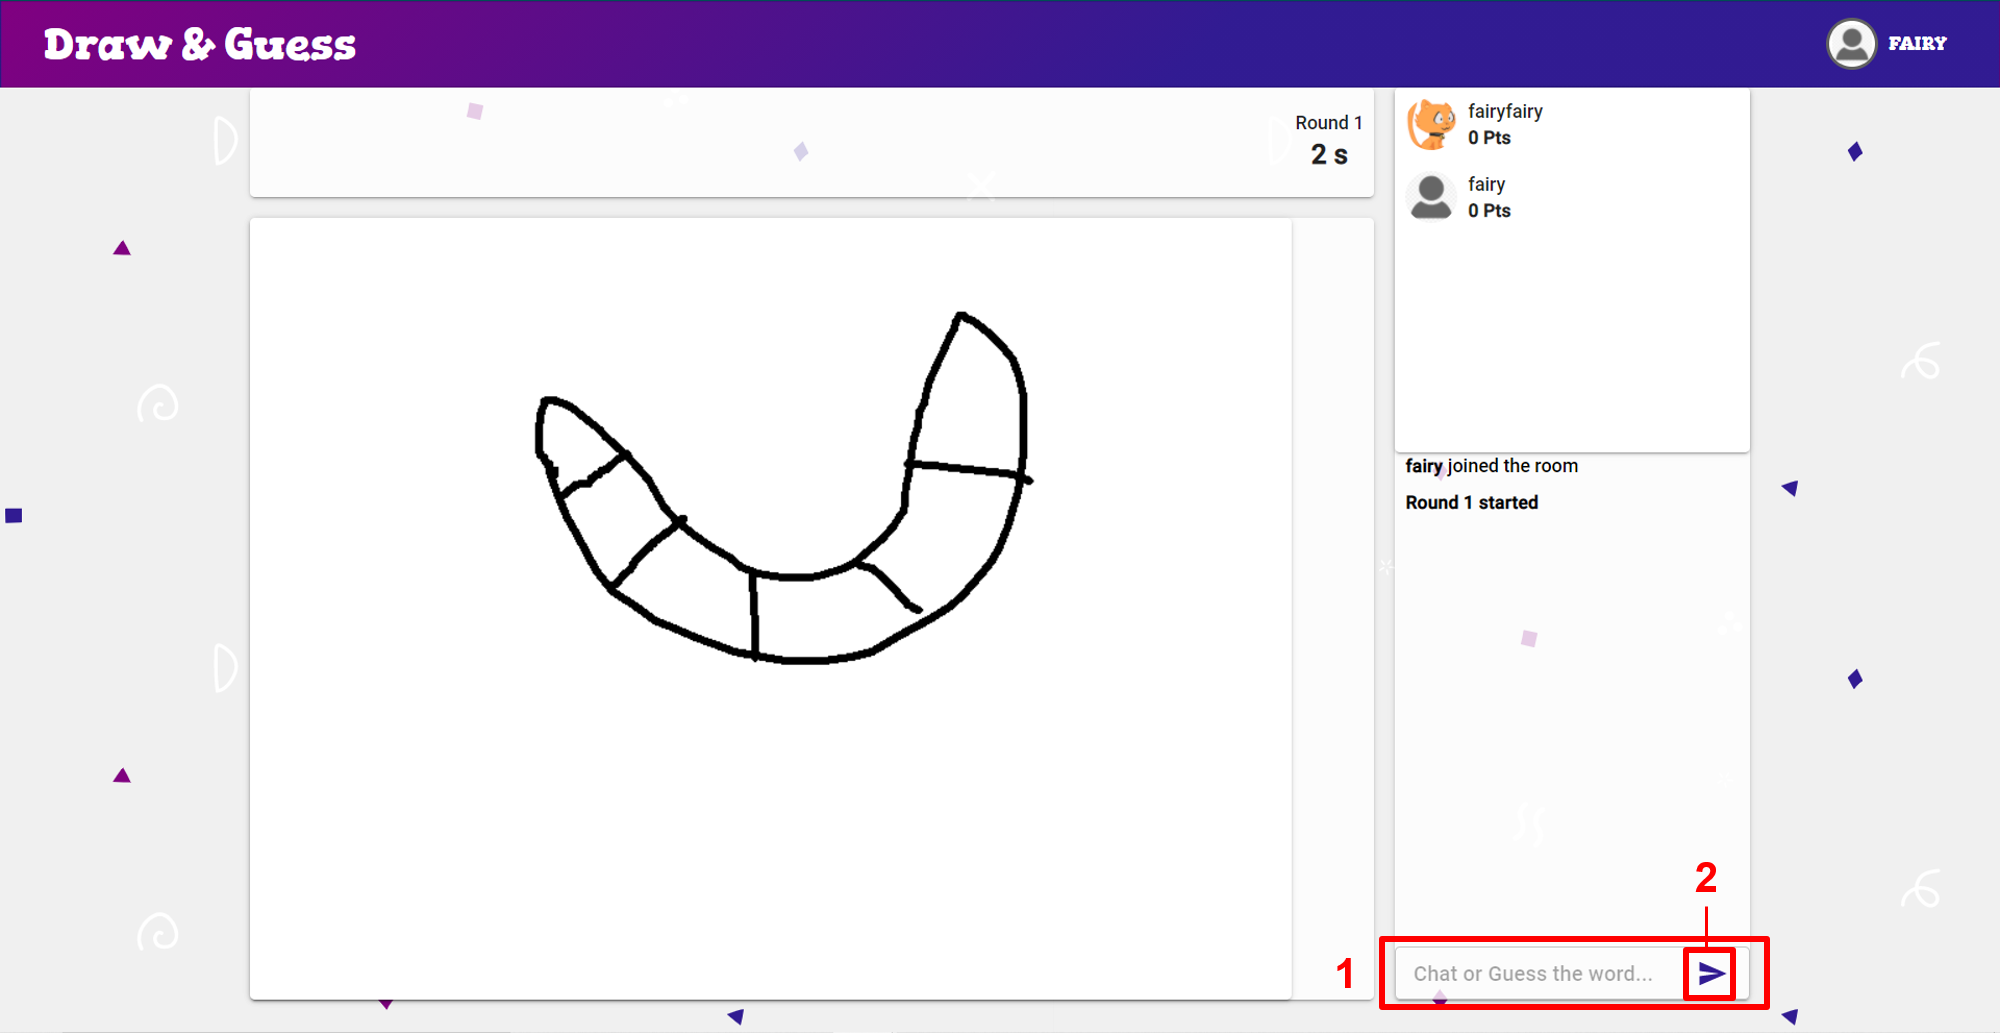 Draw & Guess
FAIRY
Round 1
2 s
fairyfairy
0 Pts
fairy
0 Pts
fairy joined the room
Round 1 started
2
1
Chat or Guess the word...